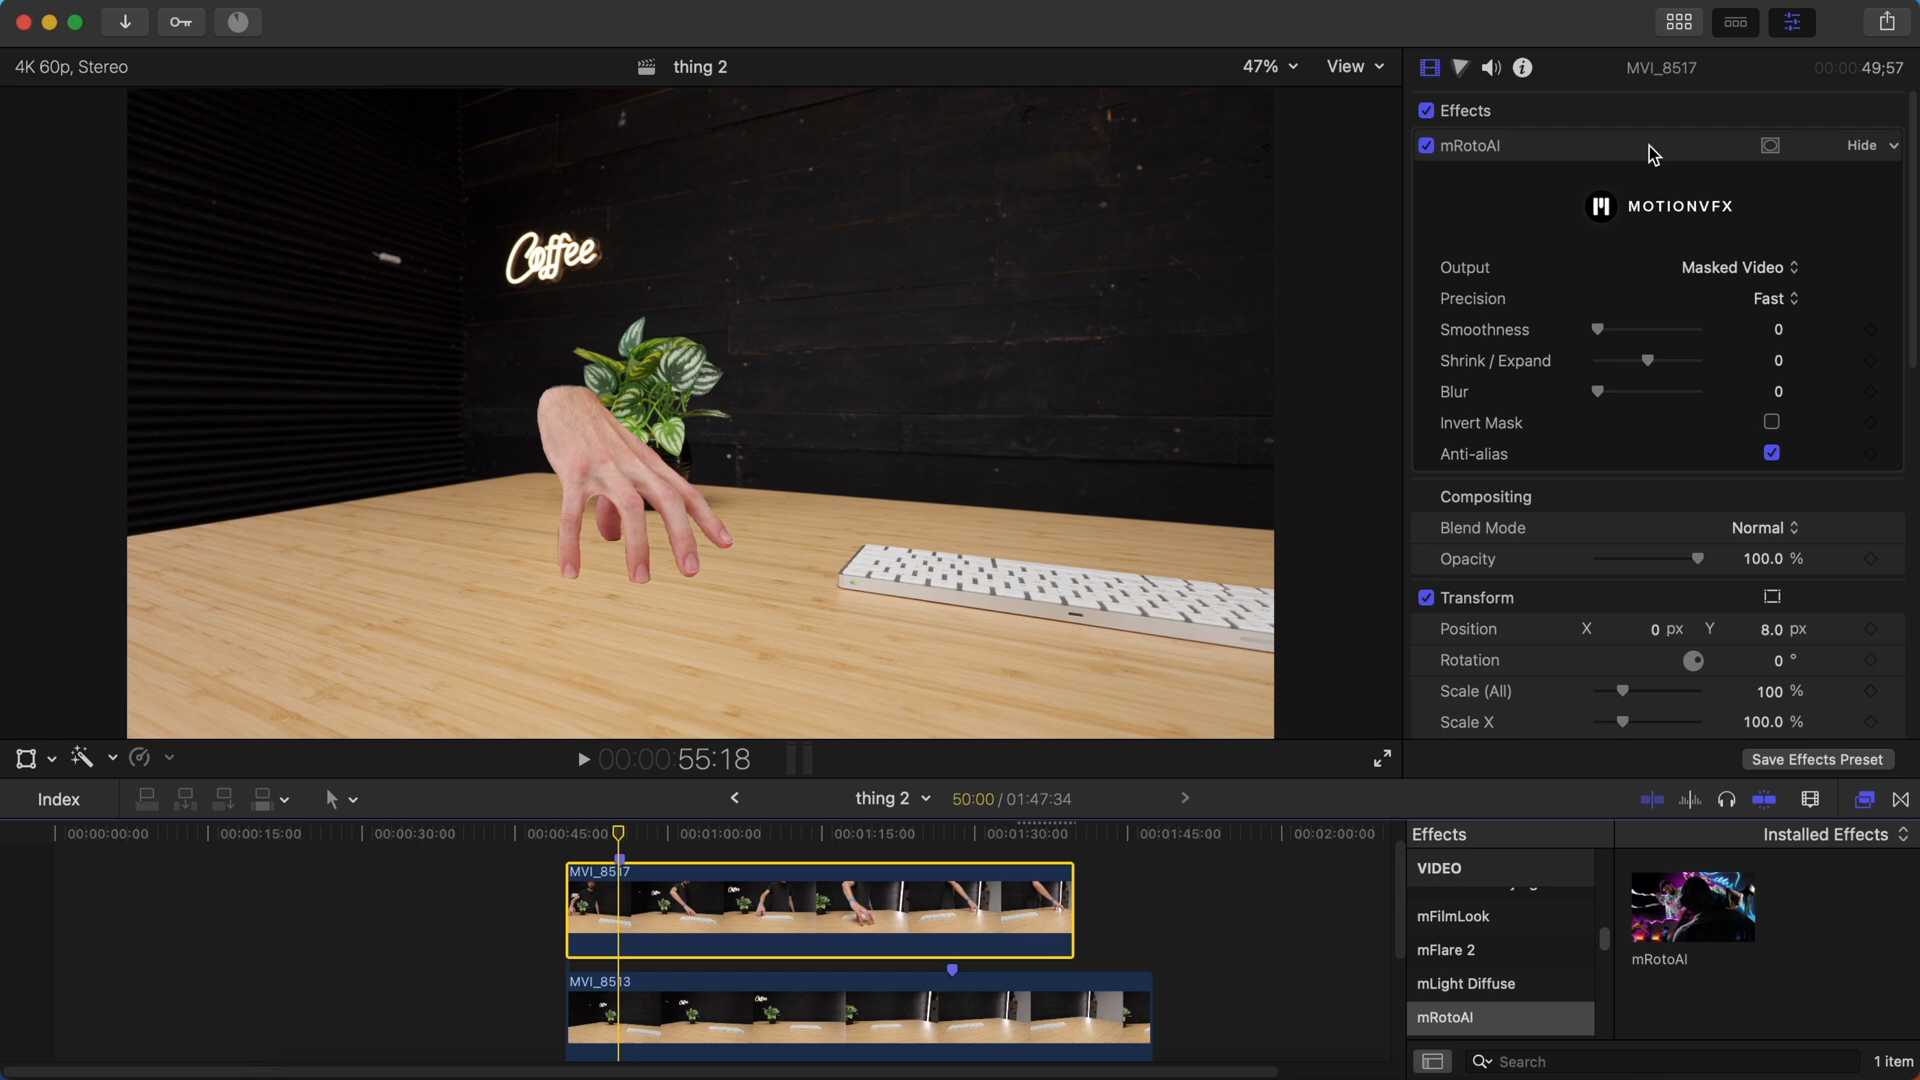 4K 60p, Stereo
thing 2
47%
View
MVI_8517
00:00:49;57
Effects
mRotoAI
Hide
MOTIONVFX
Output
Masked Video
Precision
Fast
Smoothness
0
Shrink / Expand
0
Blur
0
Invert Mask
Anti-alias
Compositing
Blend Mode
Normal
Opacity
100.0 %
Transform
Position
X
0 px
Y
8.0 px
Rotation
0 °
Scale (All)
100 %
Scale X
100.0 %
Coffee
00:00:55:18
Save Effects Preset
Index
thing 2
50:00 / 01:47:34
00:00:00:00
00:00:15:00
00:00:30:00
00:00:45:00
00:01:00:00
00:01:15:00
00:01:30:00
00:01:45:00
00:02:00:00
MVI_8517
MVI_8513
Effects
Installed Effects
VIDEO
mFilmLook
mFlare 2
mLight Diffuse
mRotoAI
mRotoAI
Search
1 item